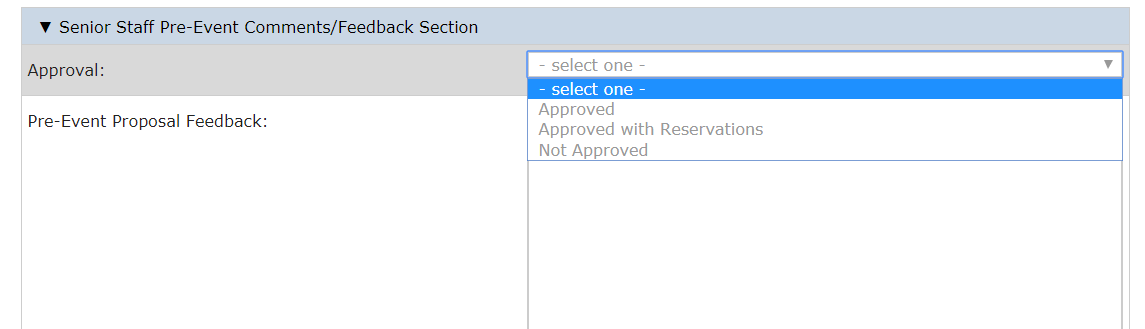 ▼ Senior Staff Pre-Event Comments/Feedback Section
Approval:
- select one -
- select one -
Approved
Approved with Reservations
Not Approved
Pre-Event Proposal Feedback: